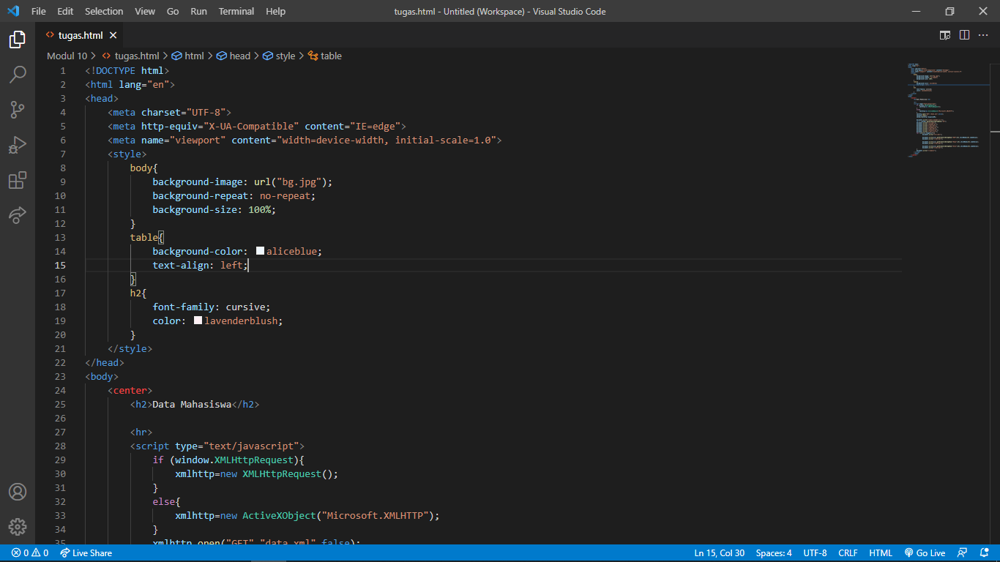 File Edit Selection View Go Run Terminal Help tugas.html - Untitled (Workspace) - Visual Studio Code
<> tugas.html
Modul 10 > <> tugas.html > html > head > style > table
1 <!DOCTYPE html>
2 <html lang="en">
3 <head>
4 <meta charset="UTF-8">
5 <meta http-equiv="X-UA-Compatible" content="IE=edge">
6 <meta name="viewport" content="width=device-width, initial-scale=1.0">
7 <style>
8 body{
9 background-image: url("bg.jpg");
10 background-repeat: no-repeat;
11 background-size: 100%;
12 }
13 table{
14 background-color: aliceblue;
15 text-align: left;
16 }
17 h2{
18 font-family: cursive;
19 color: lavenderblush;
20 }
21 </style>
22 </head>
23 <body>
24 <center>
25 <h2>Data Mahasiswa</h2>
26
27 <hr>
28 <script type="text/javascript">
29 if (window.XMLHttpRequest){
30 xmlhttp=new XMLHttpRequest();
31 }
32 else{
33 xmlhttp=new ActiveXObject("Microsoft.XMLHTTP");
34 }
35 xmlhttp.open("GET","data.xml",false);
0 0 Live Share Ln 15, Col 30 Spaces: 4 UTF-8 CRLF HTML Go Live